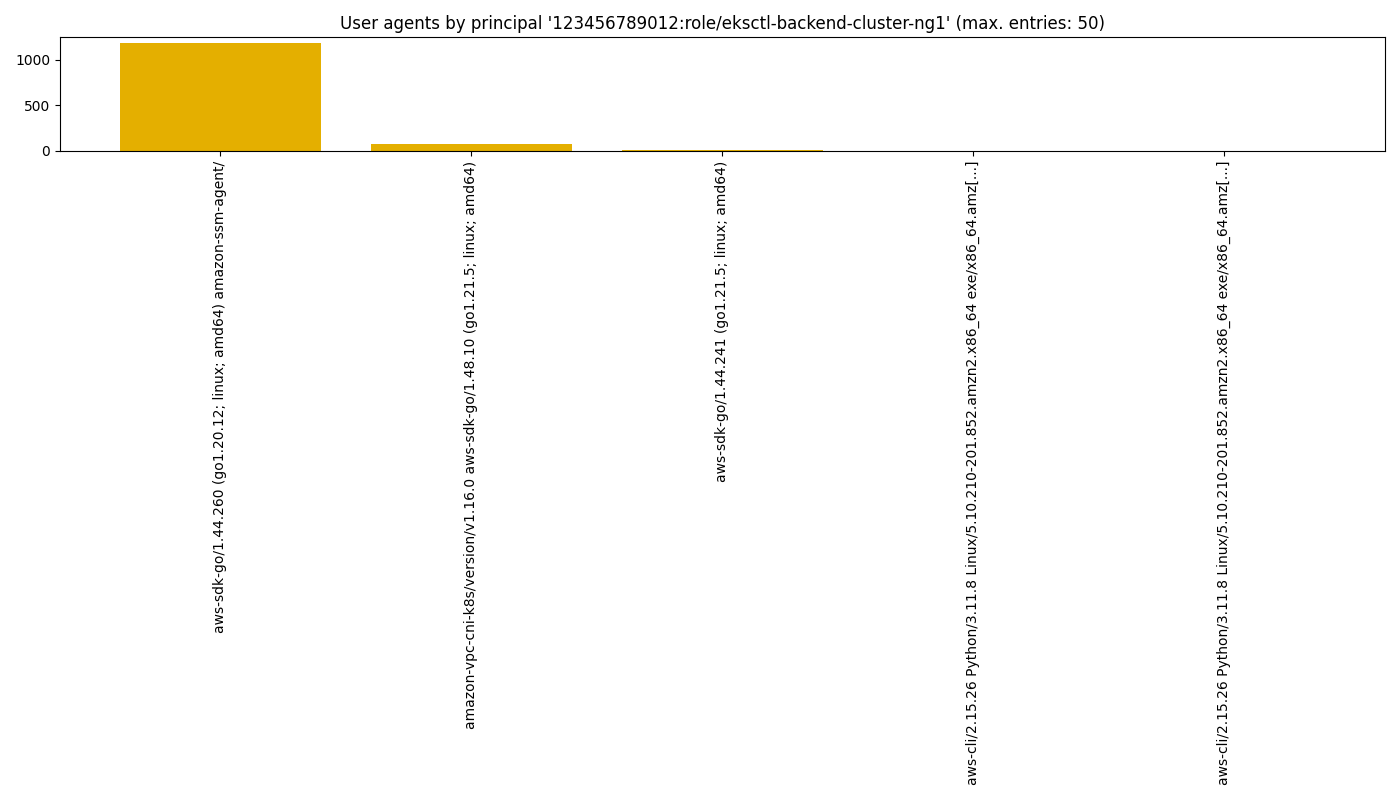 User agents by principal '123456789012:role/eksctl-backend-cluster-ng1' (max. entries: 50)
1000
500
0
aws-sdk-go/1.44.260 (go1.20.12; linux; amd64) amazon-ssm-agent/
amazon-vpc-cni-k8s/version/v1.16.0 aws-sdk-go/1.48.10 (go1.21.5; linux; amd64)
aws-sdk-go/1.44.241 (go1.21.5; linux; amd64)
aws-cli/2.15.26 Python/3.11.8 Linux/5.10.210-201.852.amzn2.x86_64 exe/x86_64.amz[...]
aws-cli/2.15.26 Python/3.11.8 Linux/5.10.210-201.852.amzn2.x86_64 exe/x86_64.amz[...]